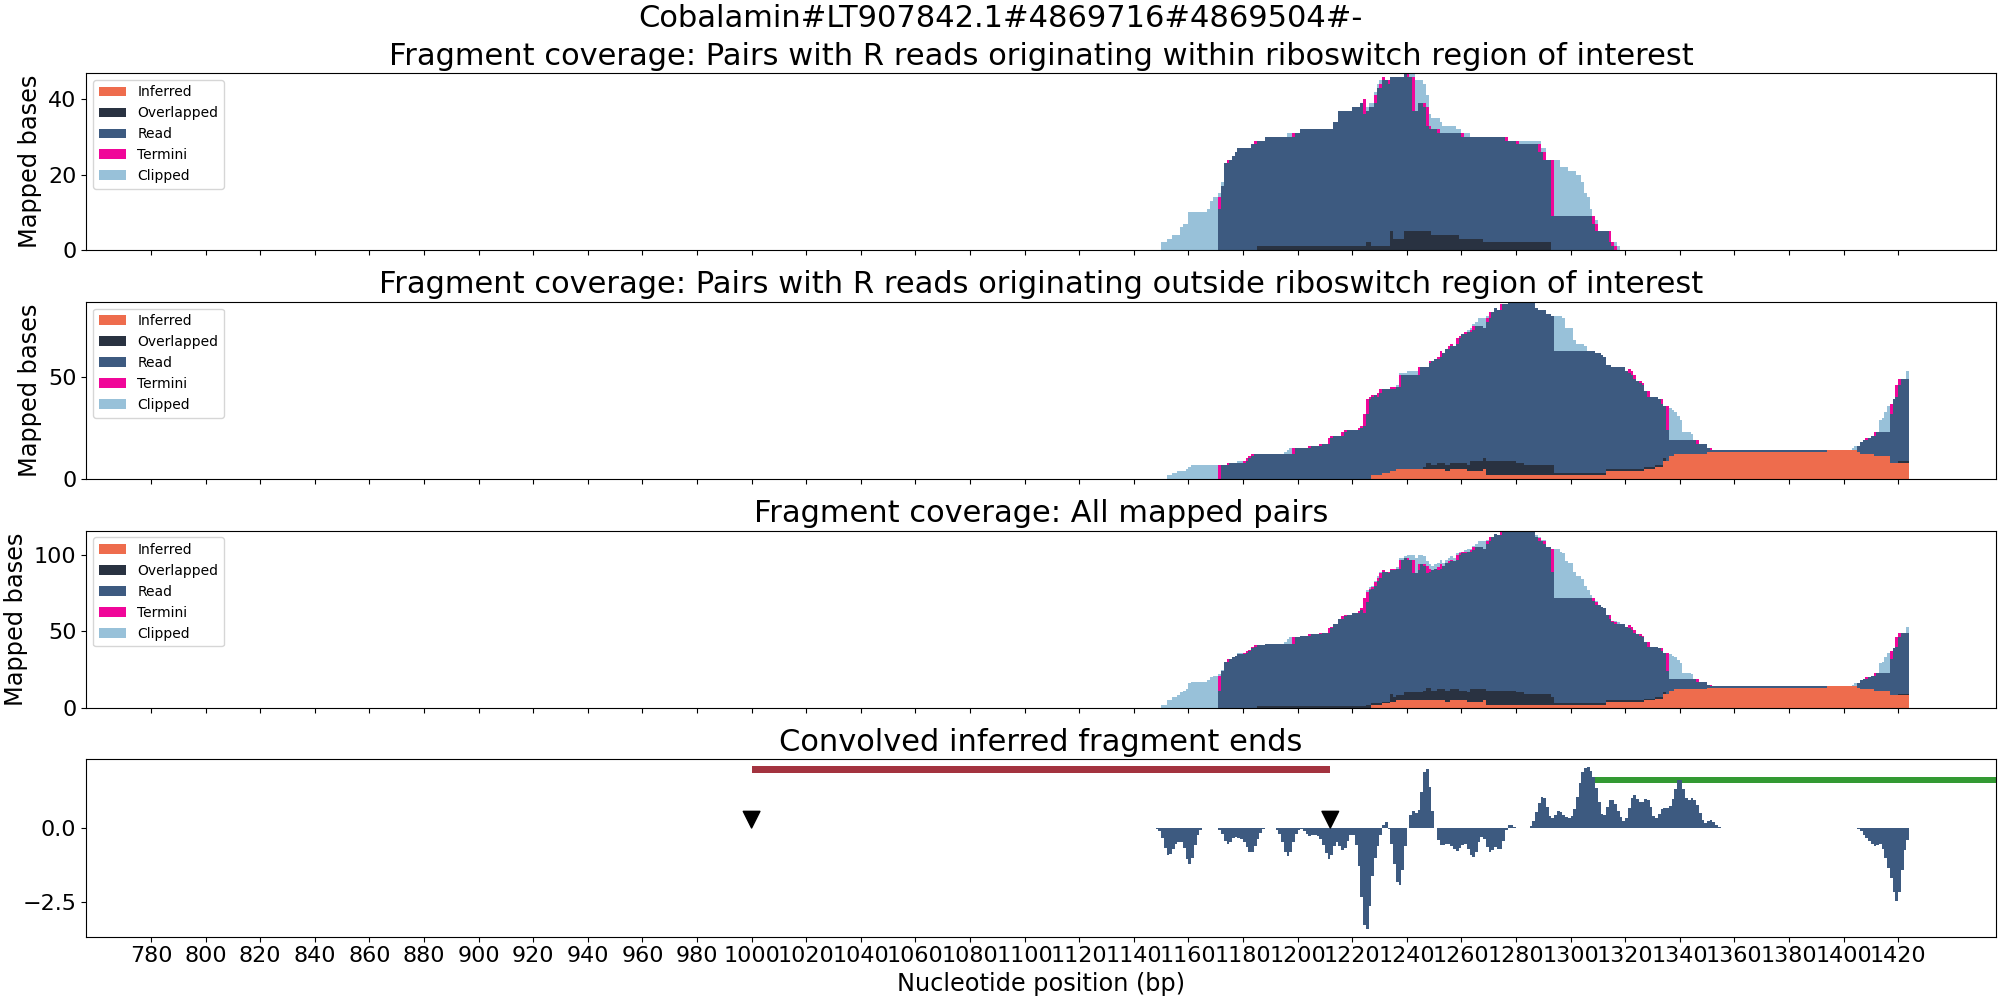 Cobalamin#LT907842.1#4869716#4869504#-
Fragment coverage: Pairs with R reads originating within riboswitch region of interest
Mapped bases
40
20
0
Inferred
Overlapped
Read
Termini
Clipped
Fragment coverage: Pairs with R reads originating outside riboswitch region of interest
Mapped bases
50
0
Inferred
Overlapped
Read
Termini
Clipped
Fragment coverage: All mapped pairs
Mapped bases
100
50
0
Inferred
Overlapped
Read
Termini
Clipped
Convolved inferred fragment ends
0.0
−2.5
780 800 820 840 860 880 900 920 940 960 980 1000 1020 1040 1060 1080 1100 1120 1140 1160 1180 1200 1220 1240 1260 1280 1300 1320 1340 1360 1380 1400 1420
Nucleotide position (bp)